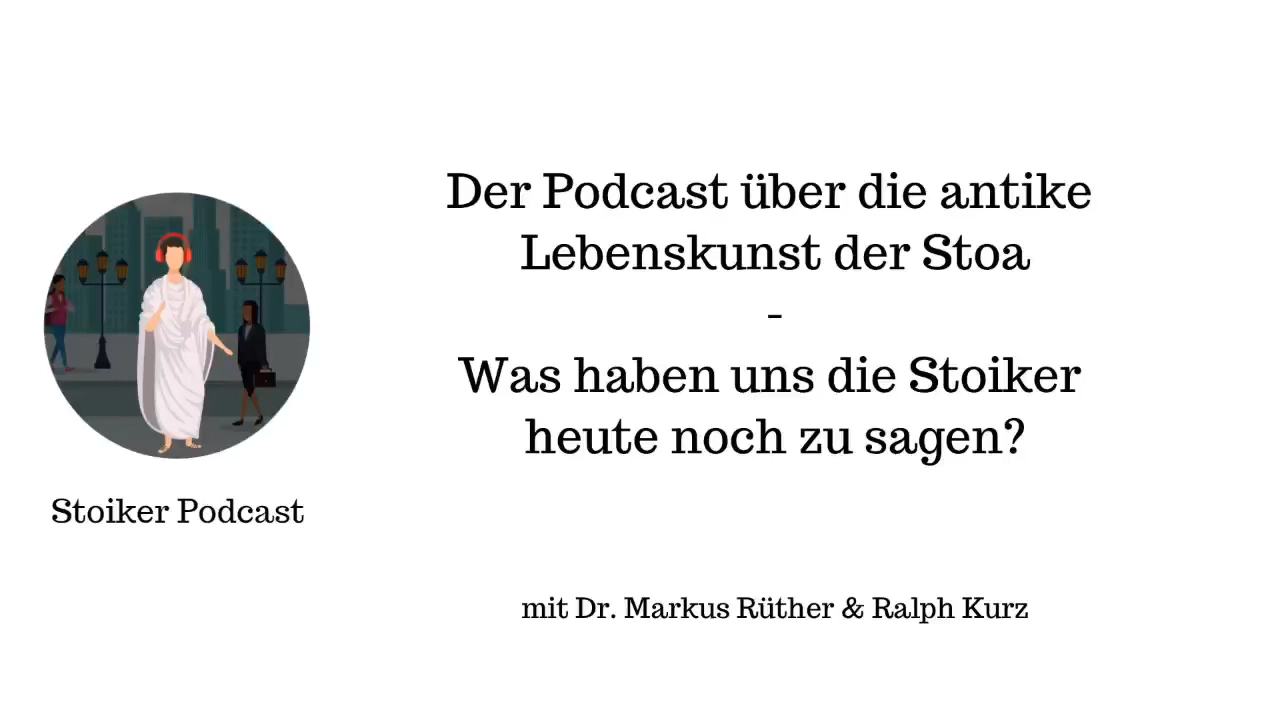 Der Podcast über die antike
Lebenskunst der Stoa
-
Was haben uns die Stoiker
heute noch zu sagen?
Stoiker Podcast
mit Dr. Markus Rüther & Ralph Kurz